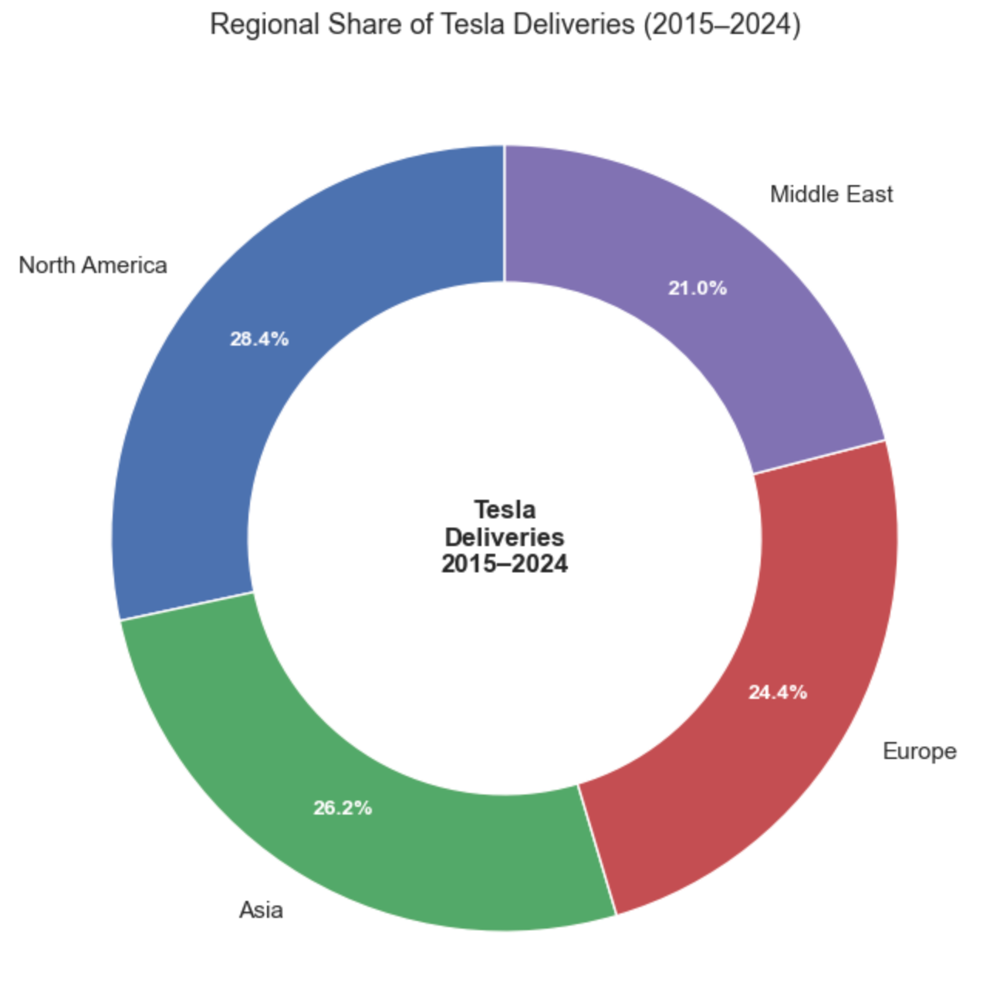 Regional Share of Tesla Deliveries (2015–2024)
Middle East
North America
21.0%
28.4%
Tesla
Deliveries
2015–2024
24.4%
Europe
26.2%
Asia